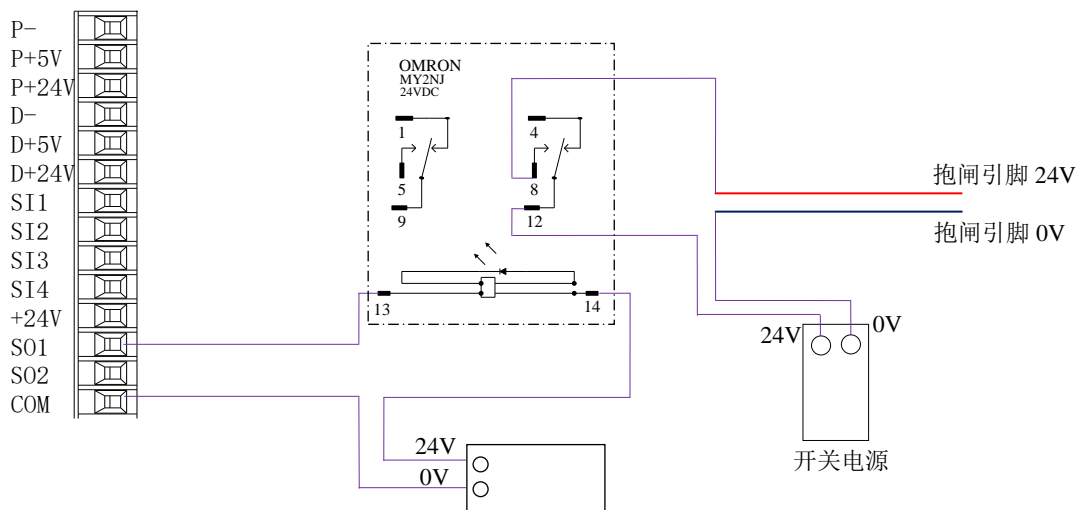 P-
P+5V
P+24V
D-
D+5V
D+24V
SI1
SI2
SI3
SI4
+24V
SO1
SO2
COM
OMRON
MY2NJ
24VDC
1
4
5
8
9
12
13
14
抱闸引脚 24V
抱闸引脚 0V
24V
0V
开关电源
24V
0V